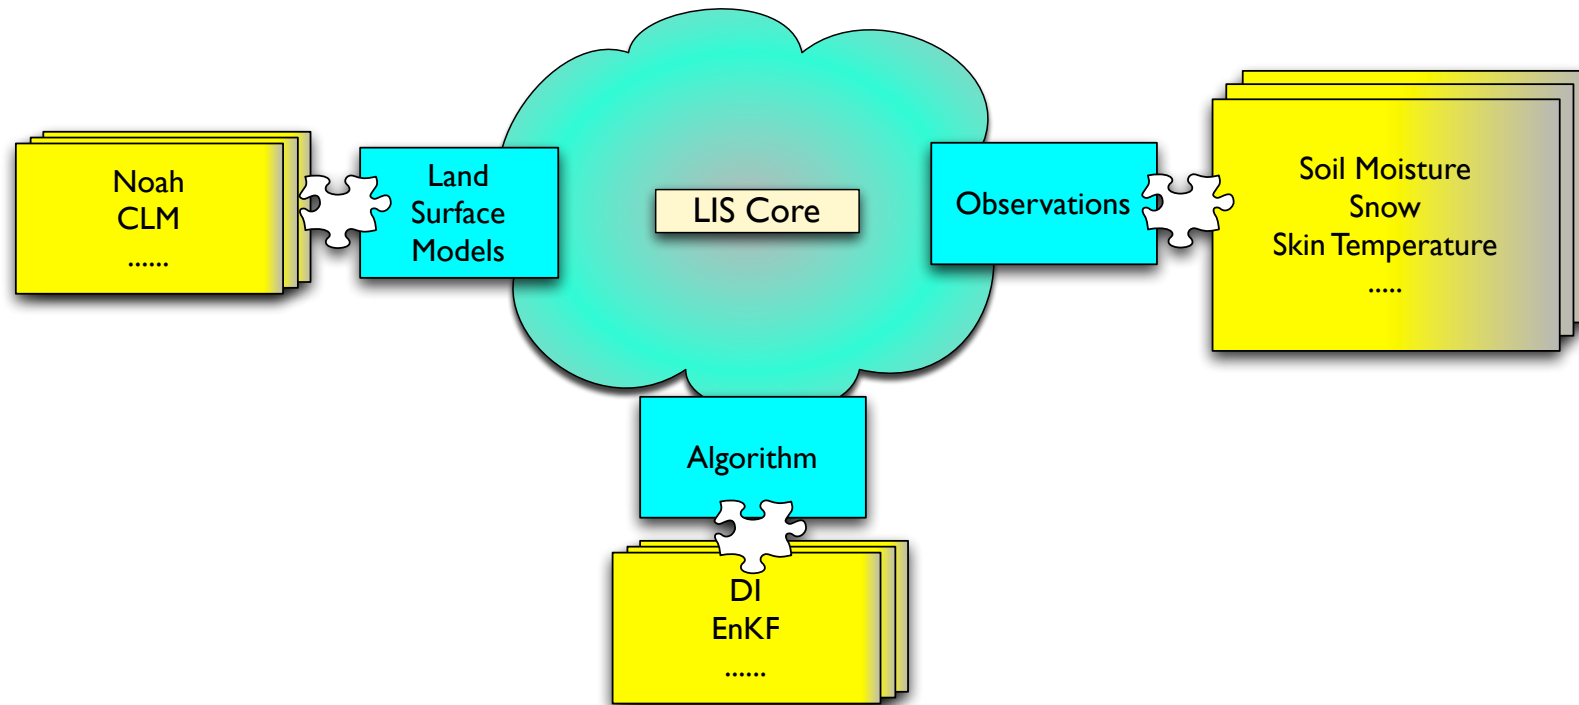 Noah
CLM
......
Land
Surface
Models
LIS Core
Observations
Soil Moisture
Snow
Skin Temperature
.....
Algorithm
DI
EnKF
......